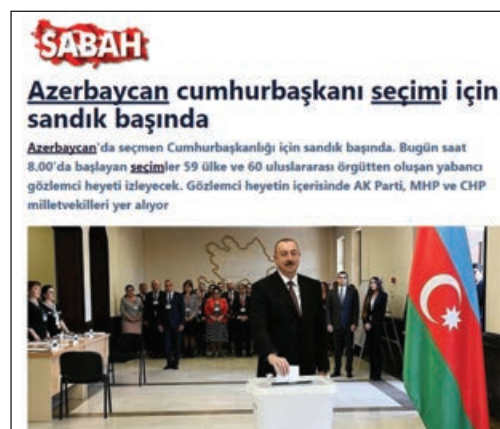 SABAH
Azerbaycan cumhurbaşkanı seçimi için
sandık başında
Azerbaycan'da seçmen Cumhurbaşkanlığı için sandık başında. Bugün saat
8.00'da başlayan seçimler 59 ülke ve 60 uluslararası örgütten oluşan yabancı
gözlemci heyeti izleyecek. Gözlemci heyetin içerisinde AK Parti, MHP ve CHP
milletvekilleri yer alıyor